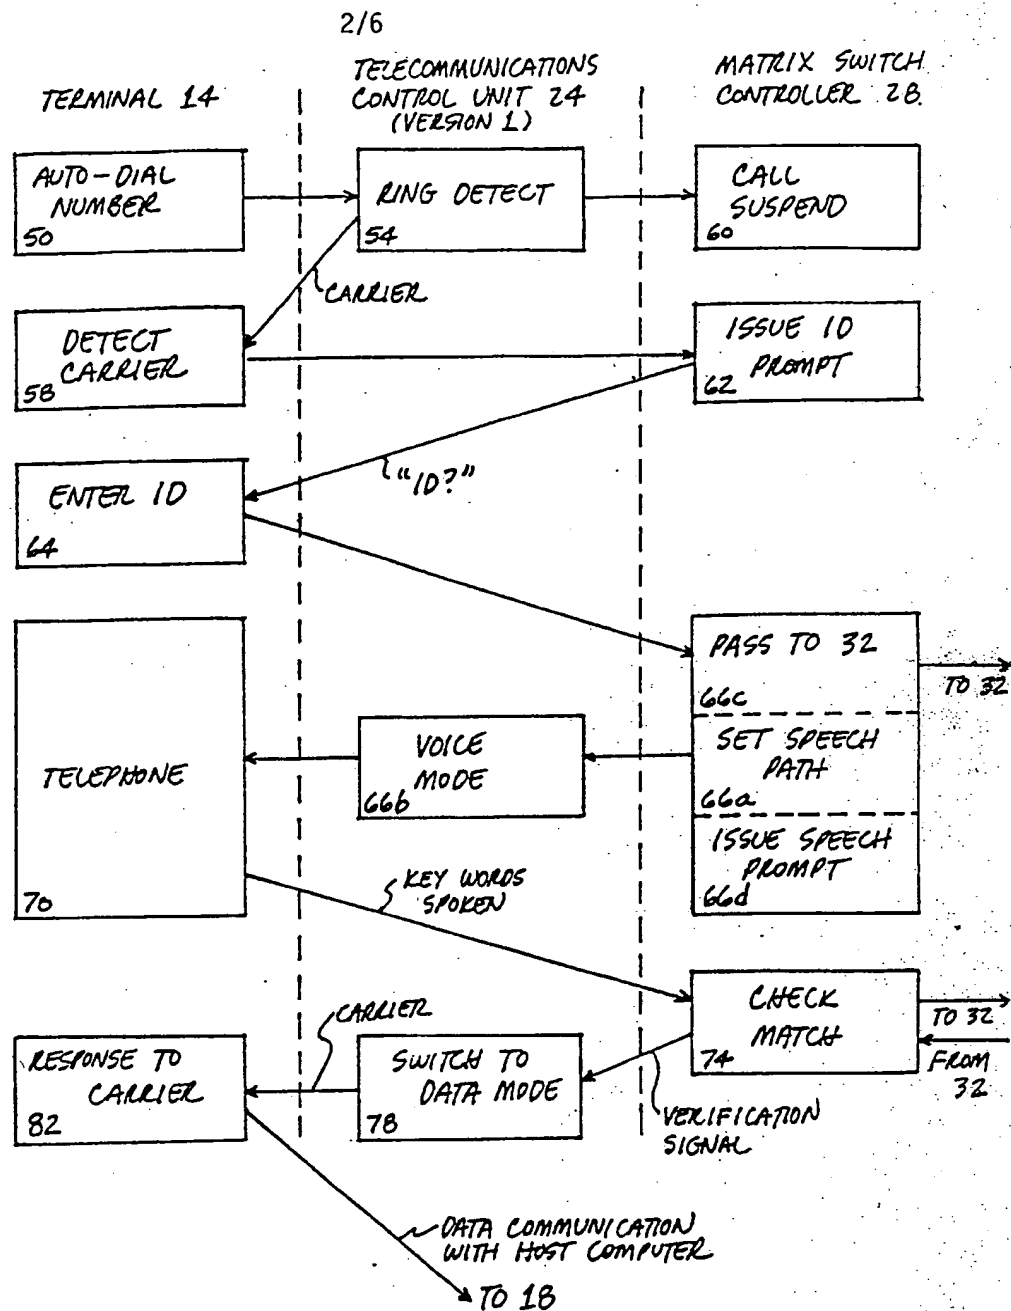 2/6
TERMINAL 14
TELECOMMUNICATIONS
CONTROL UNIT 24
(VERSION 1)
MATRIX SWITCH
CONTROLLER 28.
AUTO-DIAL
NUMBER
50
RING DETECT
54
CALL
SUSPEND
60
CARRIER
DETECT
CARRIER
58
ISSUE ID
PROMPT
62
"ID?"
ENTER ID
64
PASS TO 32
66c
TO 32
SET SPEECH
PATH
66a
ISSUE SPEECH
PROMPT
66d
VOICE
MODE
66b
TELEPHONE
70
KEY WORDS
SPOKEN
CHECK
MATCH
74
TO 32
FROM
32
CARRIER
RESPONSE TO
CARRIER
82
SWITCH TO
DATA MODE
78
VERIFICATION
SIGNAL
DATA COMMUNICATION
WITH HOST COMPUTER
TO 18